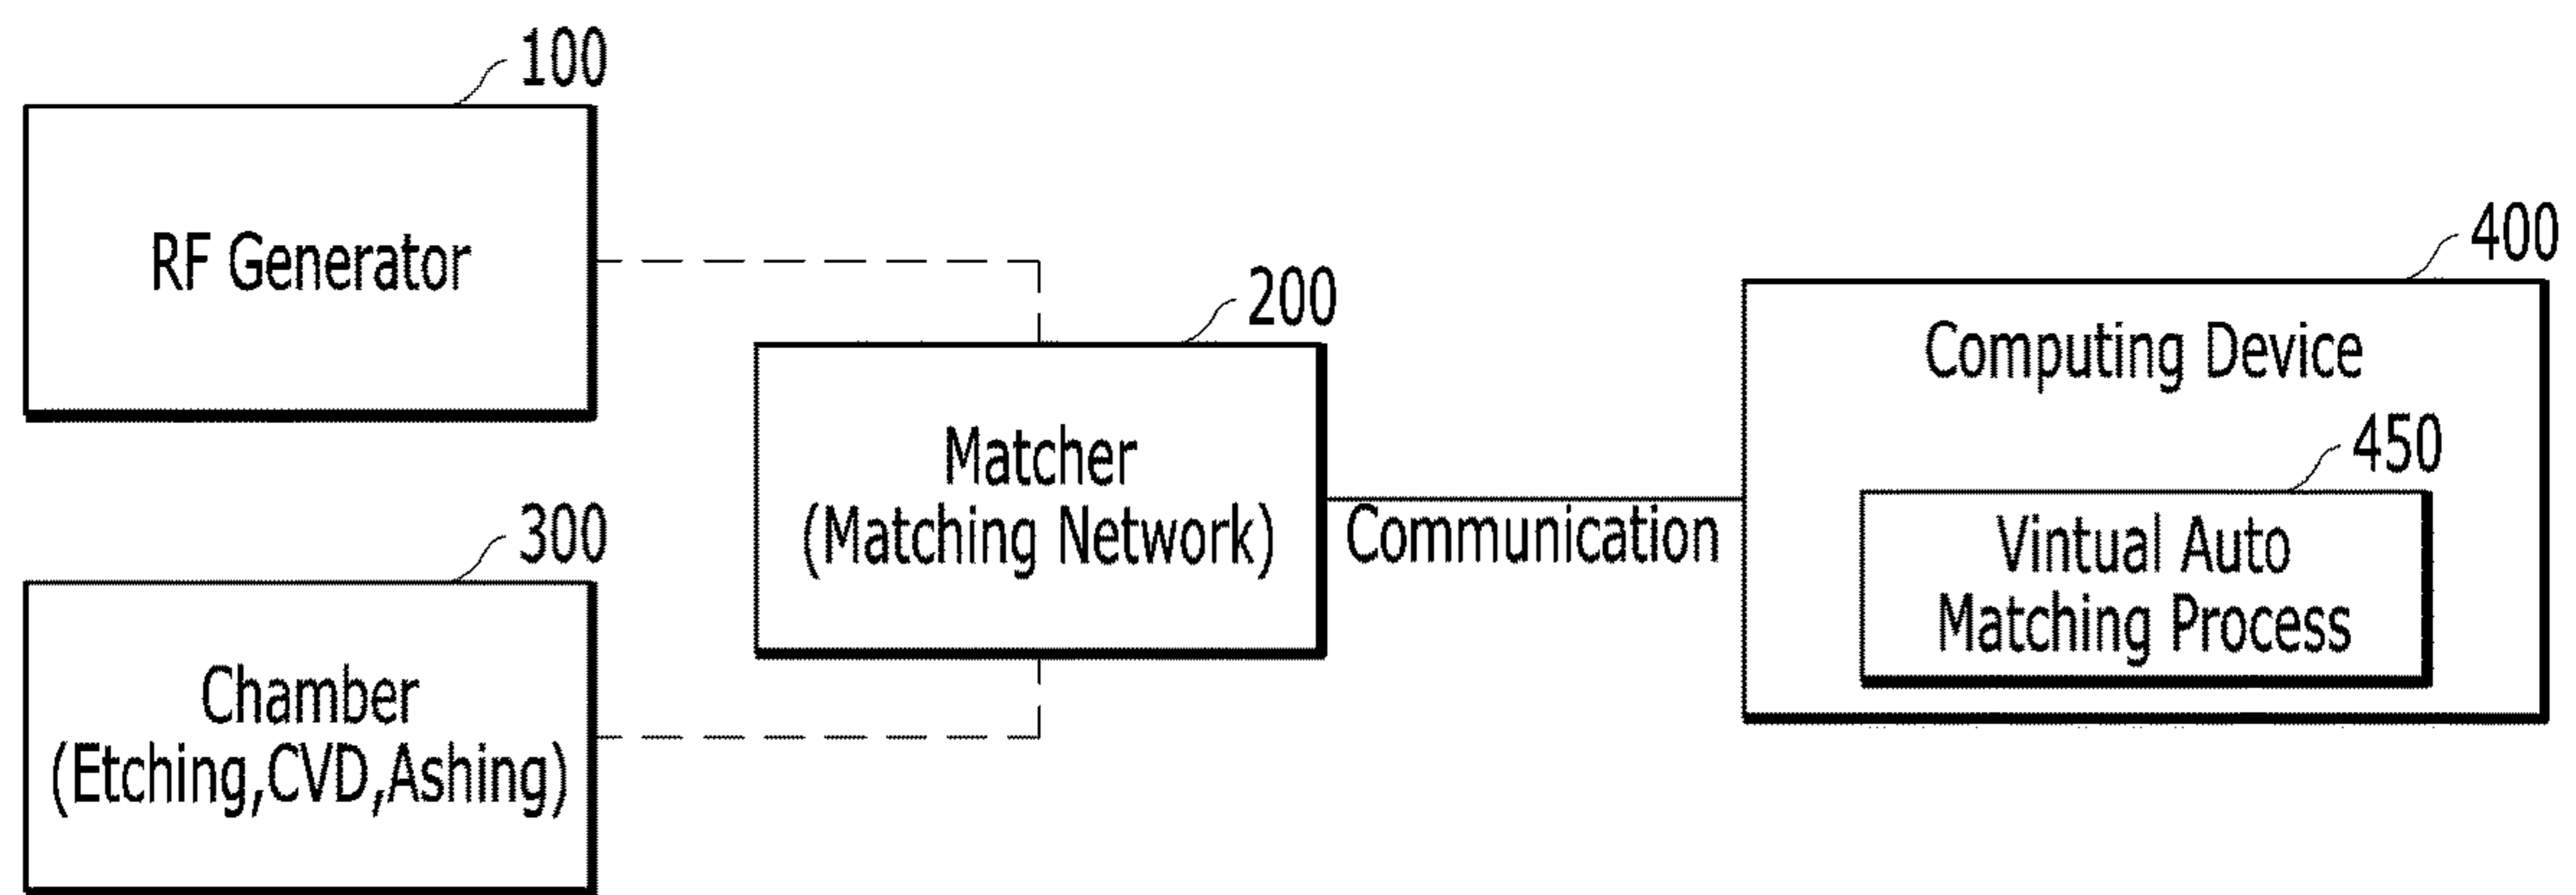 100
RF Generator
200
Matcher
(Matching Network)
300
Chamber
(Etching,CVD,Ashing)
Communication
400
Computing Device
450
Vintual Auto
Matching Process